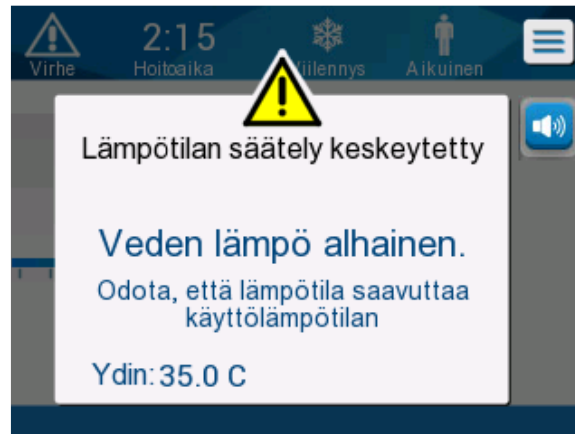 2:15
Virhe Hoitoaika Viilennys Aikuinen
Lämpötilan säätely keskeytetty
Veden lämpö alhainen.
Odota, että lämpötila saavuttaa
käyttölämpötilan
Ydin: 35.0 C